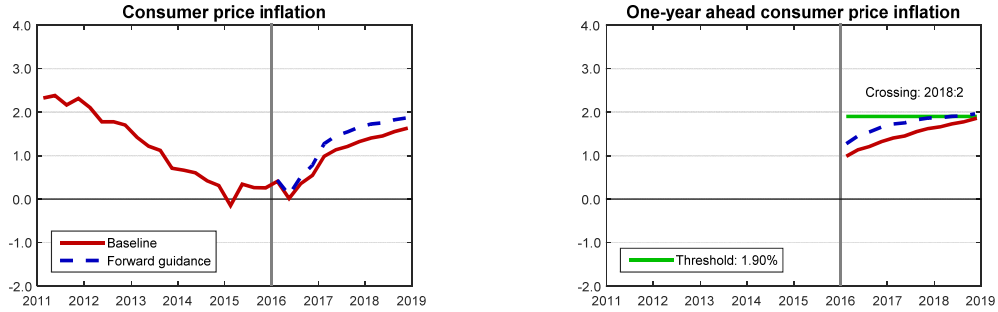 Consumer price inflation
4.0
3.0
2.0
1.0
0.0
-1.0
-2.0
Baseline
Forward guidance
2011 2012 2013 2014 2015 2016 2017 2018 2019
One-year ahead consumer price inflation
4.0
3.0
2.0
1.0
0.0
-1.0
-2.0
Crossing: 2018:2
Threshold: 1.90%
2011 2012 2013 2014 2015 2016 2017 2018 2019